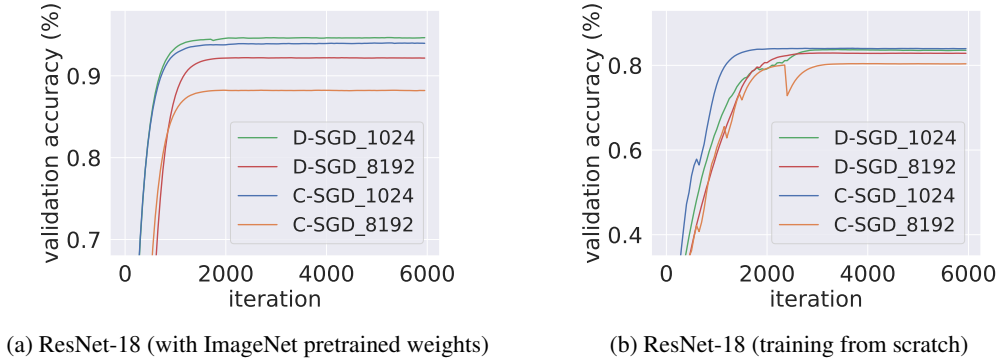 validation accuracy (%)
0.9
0.8
0.7
D-SGD_1024
D-SGD_8192
C-SGD_1024
C-SGD_8192
0 2000 4000 6000
iteration
(a) ResNet-18 (with ImageNet pretrained weights)
validation accuracy (%)
0.8
0.6
0.4
D-SGD_1024
D-SGD_8192
C-SGD_1024
C-SGD_8192
0 2000 4000 6000
iteration
(b) ResNet-18 (training from scratch)